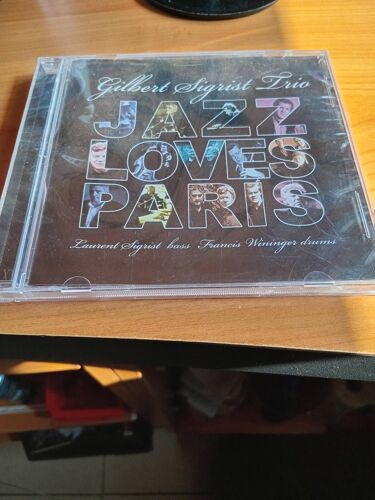 Gilbert Sigrist Trio
JAZZ
LOVES
PARIS
Laurent Sigrist bass Francis Wininger drums